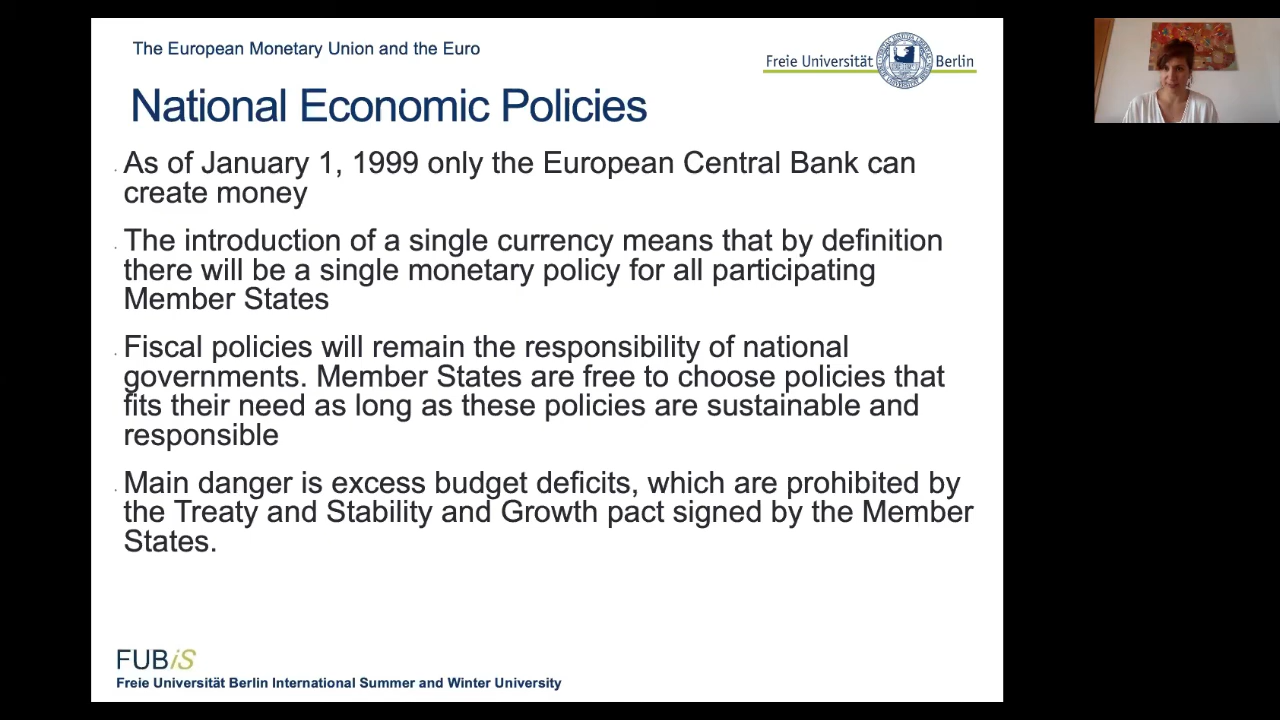 The European Monetary Union and the Euro
Freie Universität Berlin
National Economic Policies
As of January 1, 1999 only the European Central Bank can
create money
The introduction of a single currency means that by definition
there will be a single monetary policy for all participating
Member States
Fiscal policies will remain the responsibility of national
governments. Member States are free to choose policies that
fits their need as long as these policies are sustainable and
responsible
Main danger is excess budget deficits, which are prohibited by
the Treaty and Stability and Growth pact signed by the Member
States.
FUBiS
Freie Universität Berlin International Summer and Winter University